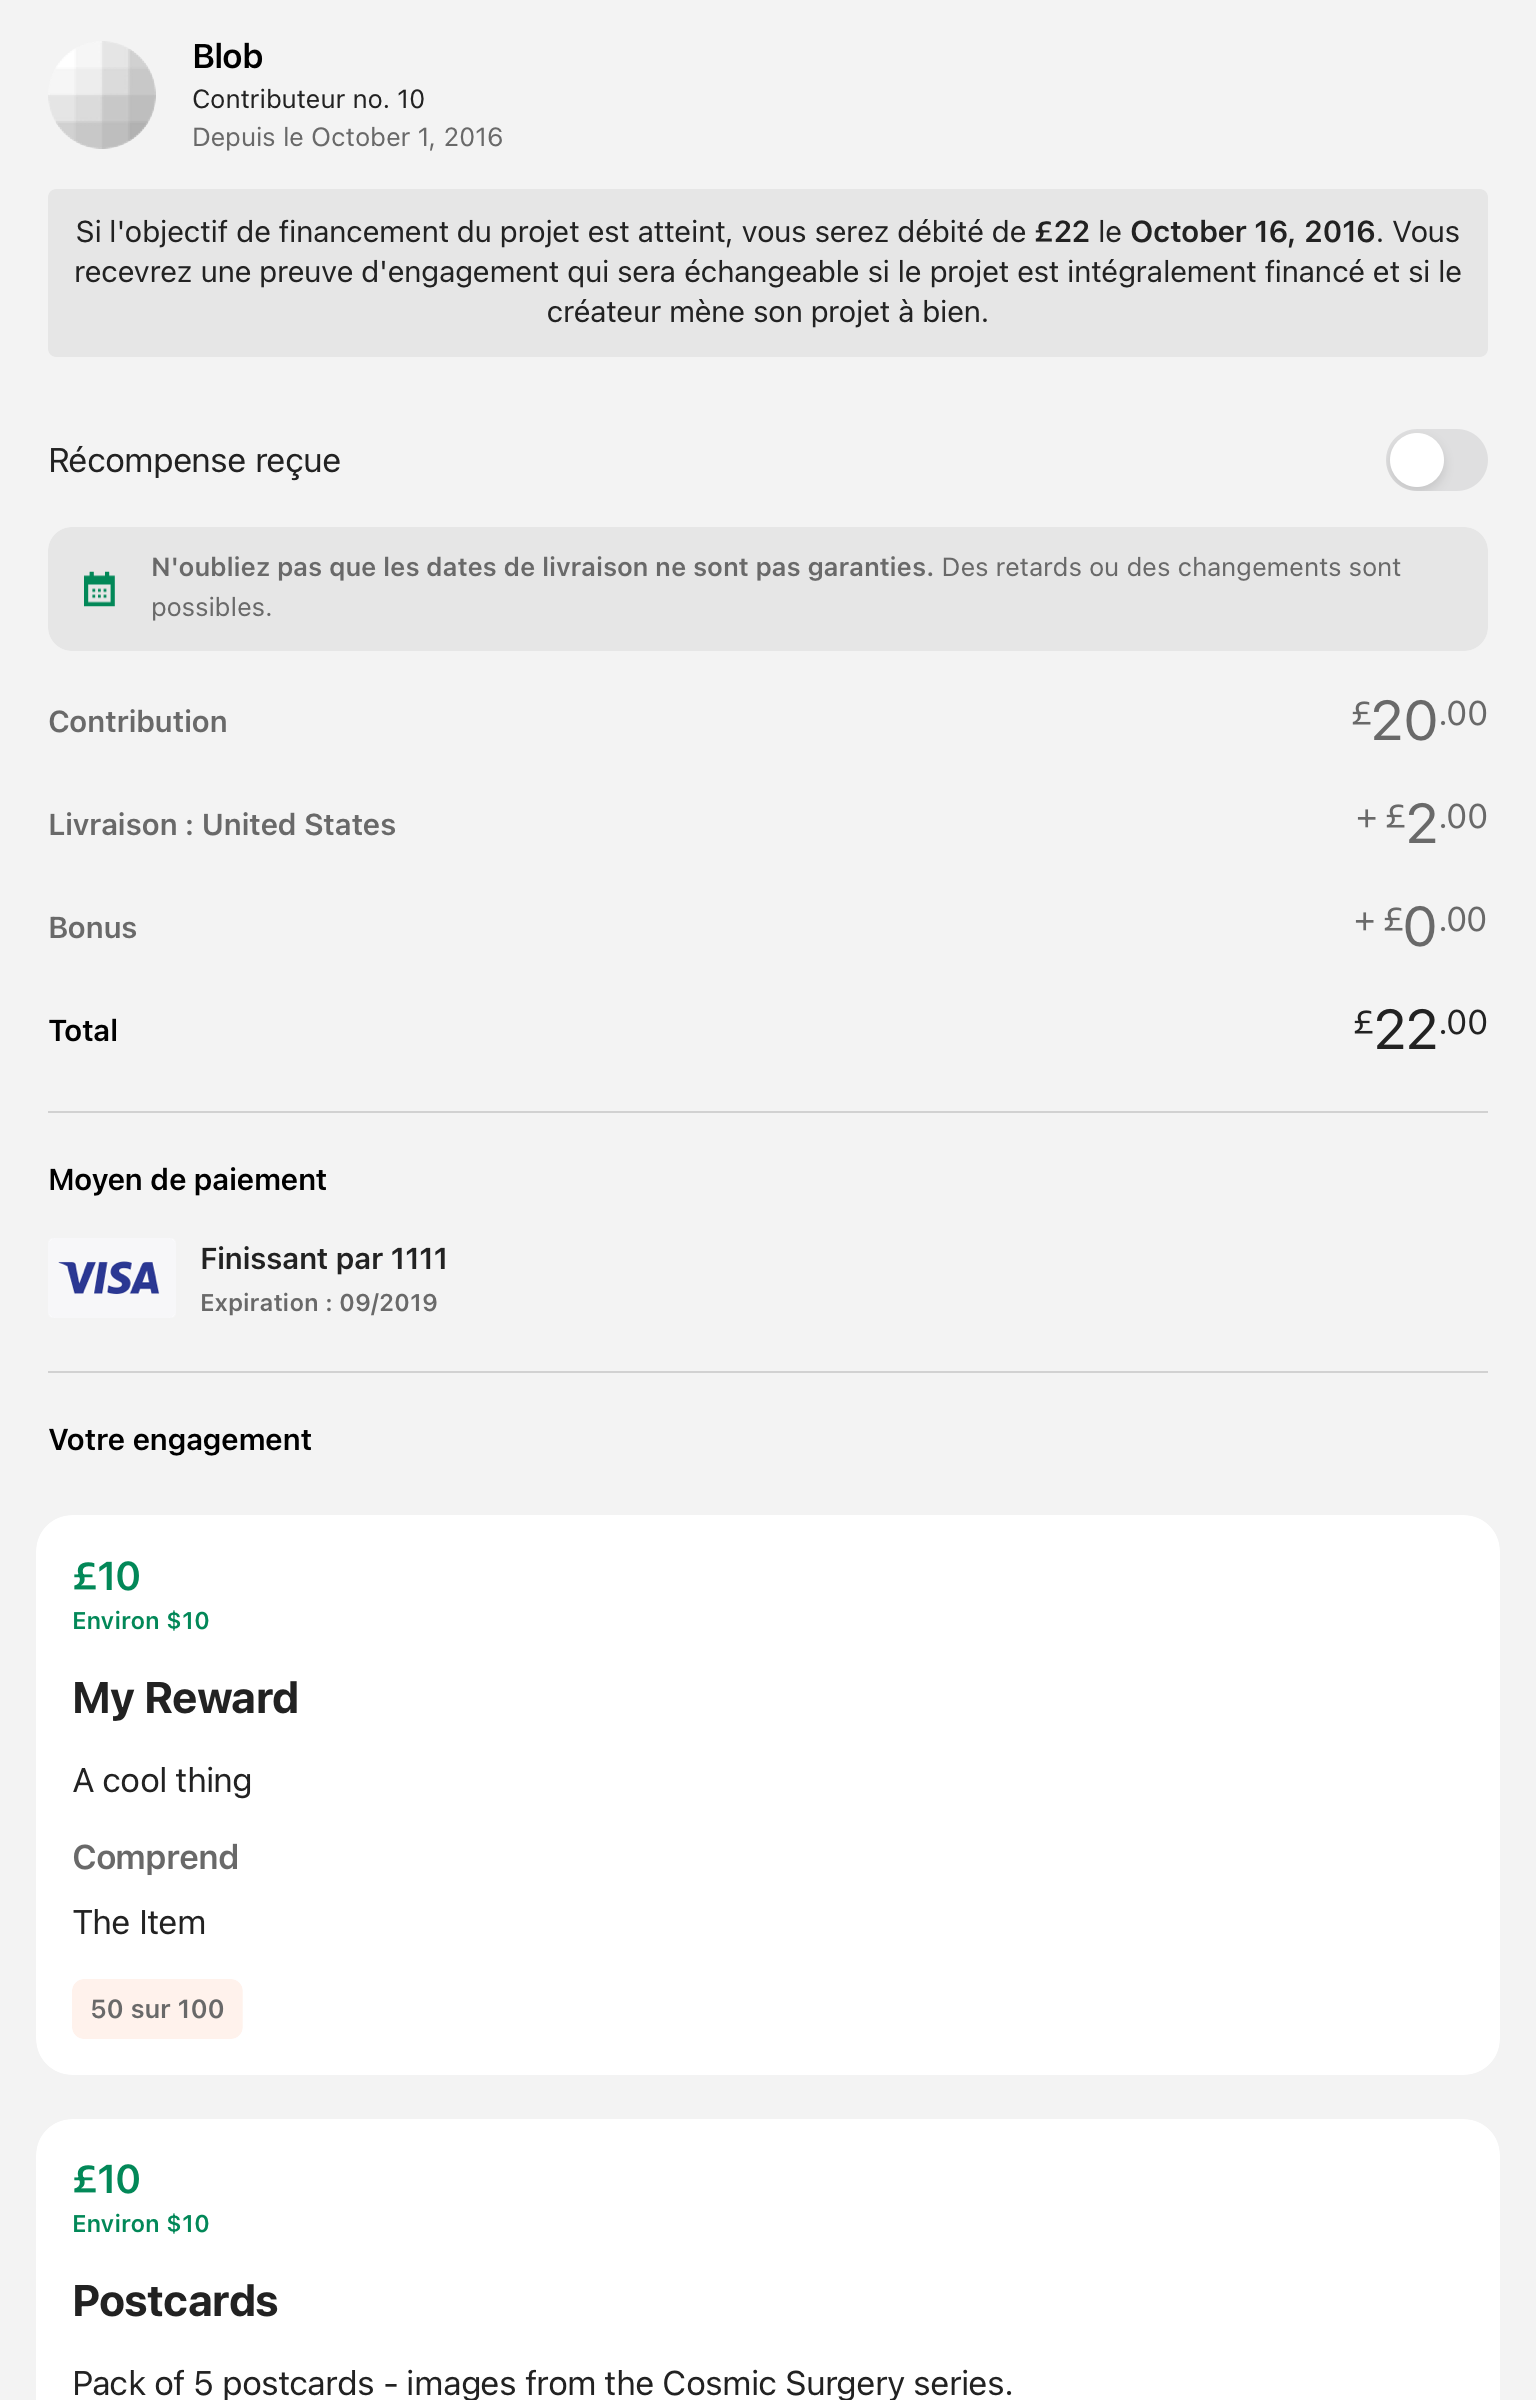 Blob
Contributeur no. 10
Depuis le October 1, 2016
Si l'objectif de financement du projet est atteint, vous serez débité de £22 le October 16, 2016. Vous
recevrez une preuve d'engagement qui sera échangeable si le projet est intégralement financé et si le
créateur mène son projet à bien.
Récompense reçue
N'oubliez pas que les dates de livraison ne sont pas garanties. Des retards ou des changements sont
possibles.
Contribution £20.00
Livraison : United States + £2.00
Bonus + £0.00
Total £22.00
Moyen de paiement
VISA
Finissant par 1111
Expiration : 09/2019
Votre engagement
£10
Environ $10
My Reward
A cool thing
Comprend
The Item
50 sur 100
£10
Environ $10
Postcards
Pack of 5 postcards - images from the Cosmic Surgery series.